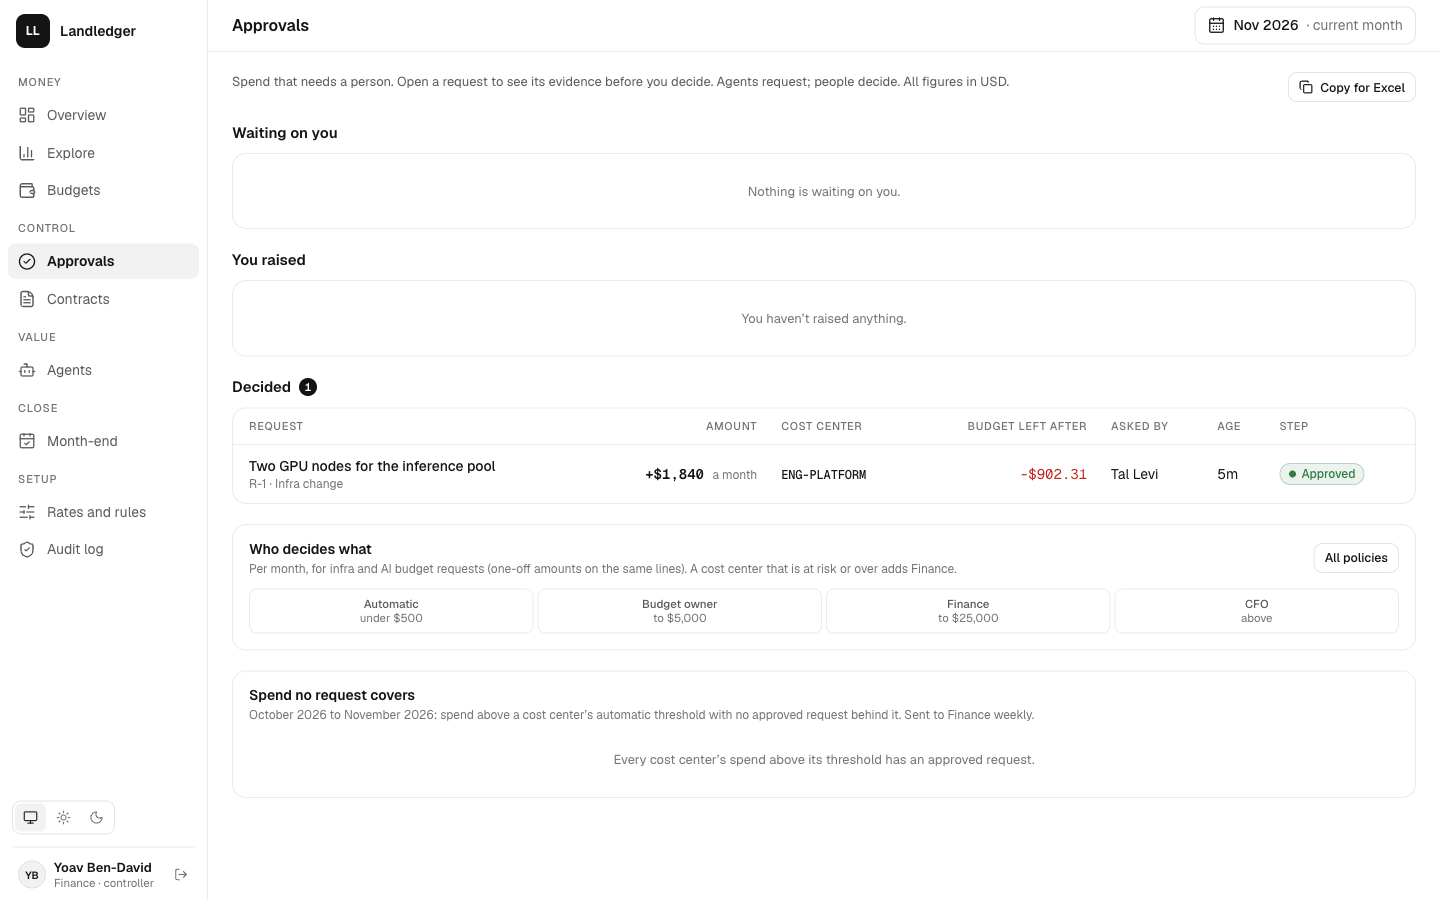 LL
Landledger
MONEY
Overview
Explore
Budgets
CONTROL
Approvals
Contracts
VALUE
Agents
CLOSE
Month-end
SETUP
Rates and rules
Audit log
YB
Yoav Ben-David
Finance · controller
Approvals
Nov 2026 · current month
Spend that needs a person. Open a request to see its evidence before you decide. Agents request; people decide. All figures in USD.
Copy for Excel
Waiting on you
Nothing is waiting on you.
You raised
You haven’t raised anything.
Decided 1
REQUEST AMOUNT COST CENTER BUDGET LEFT AFTER ASKED BY AGE STEP
Two GPU nodes for the inference pool
+$1,840 a month ENG-PLATFORM -$902.31 Tal Levi 5m Approved
R-1 · Infra change
Who decides what
Per month, for infra and AI budget requests (one-off amounts on the same lines). A cost center that is at risk or over adds Finance.
All policies
Automatic
under $500
Budget owner
to $5,000
Finance
to $25,000
CFO
above
Spend no request covers
October 2026 to November 2026: spend above a cost center’s automatic threshold with no approved request behind it. Sent to Finance weekly.
Every cost center’s spend above its threshold has an approved request.